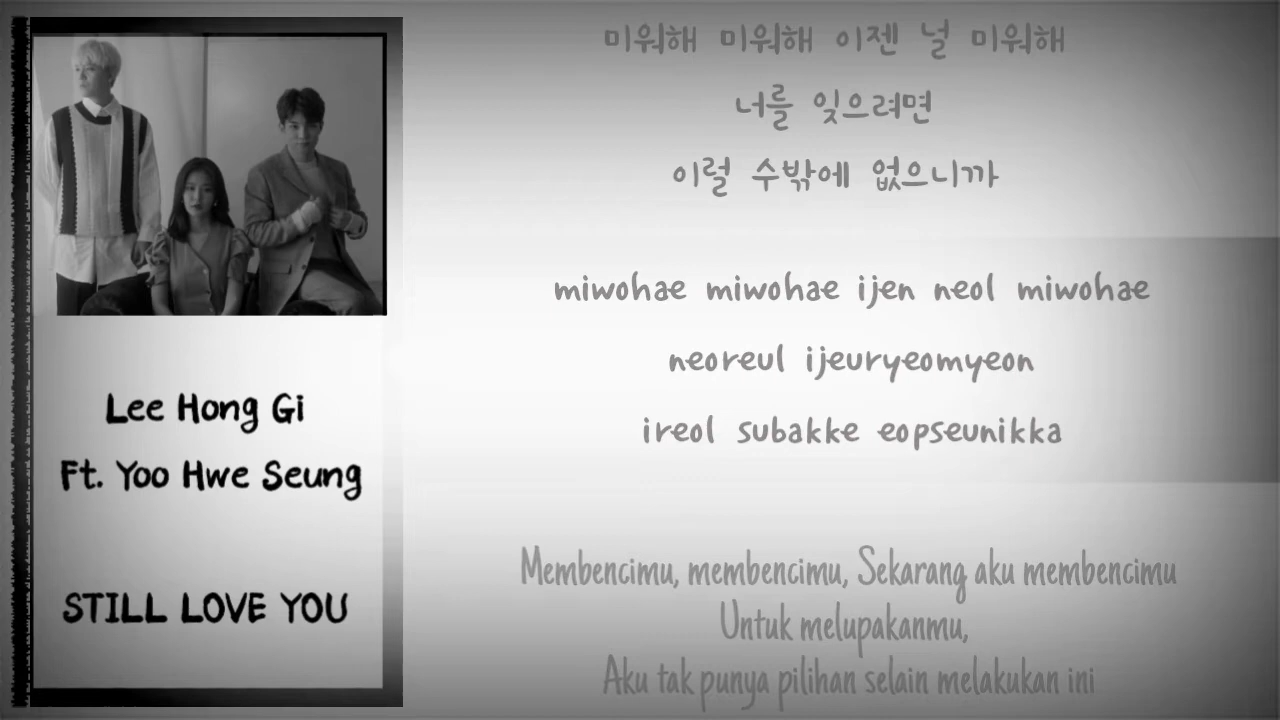 Lee Hong Gi
Ft. Yoo Hwe Seung
STILL LOVE YOU
미워해 미워해 이젠 널 미워해
너를 잊으려면
이럴 수밖에 없으니까
miwohae miwohae ijen neol miwohae
neoreul ijeuryeomyeon
ireol subakke eopseunikka
Membencimu, membencimu, Sekarang aku membencimu
Untuk melupakanmu,
Aku tak punya pilihan selain melakukan ini